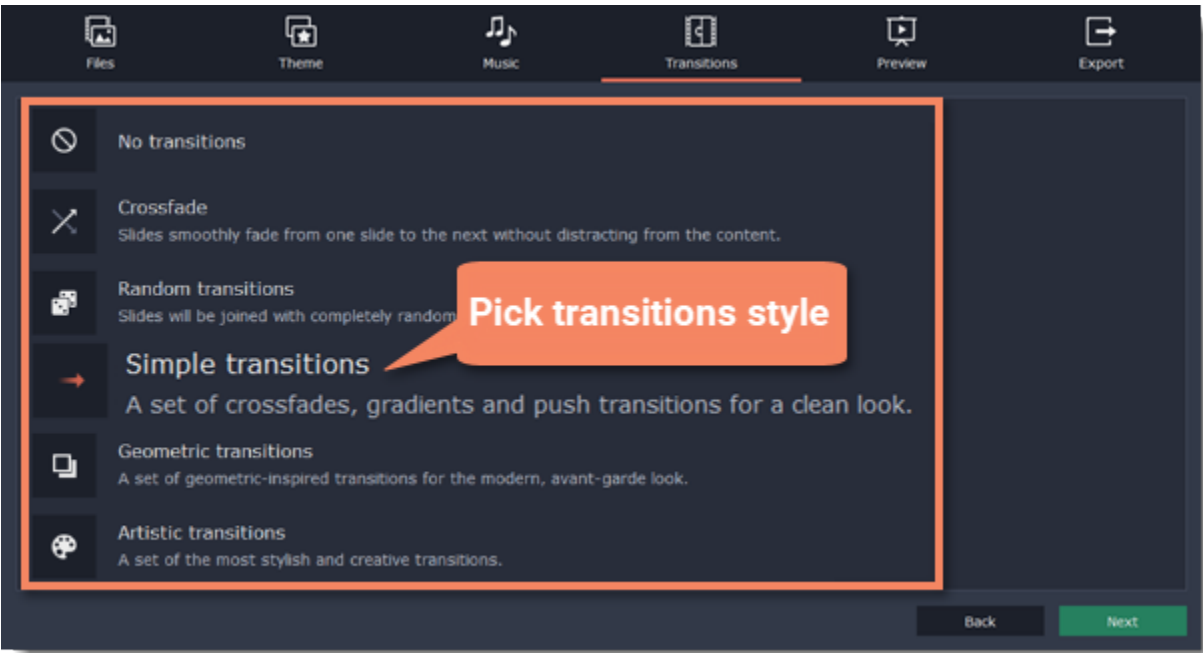 Files
Theme
Music
Transitions
Preview
Export
No transitions
Crossfade
Slides smoothly fade from one slide to the next without distracting from the content.
Random transitions
Slides will be joined with completely random
Pick transitions style
Simple transitions
A set of crossfades, gradients and push transitions for a clean look.
Geometric transitions
A set of geometric-inspired transitions for the modern, avant-garde look.
Artistic transitions
A set of the most stylish and creative transitions.
Back
Next